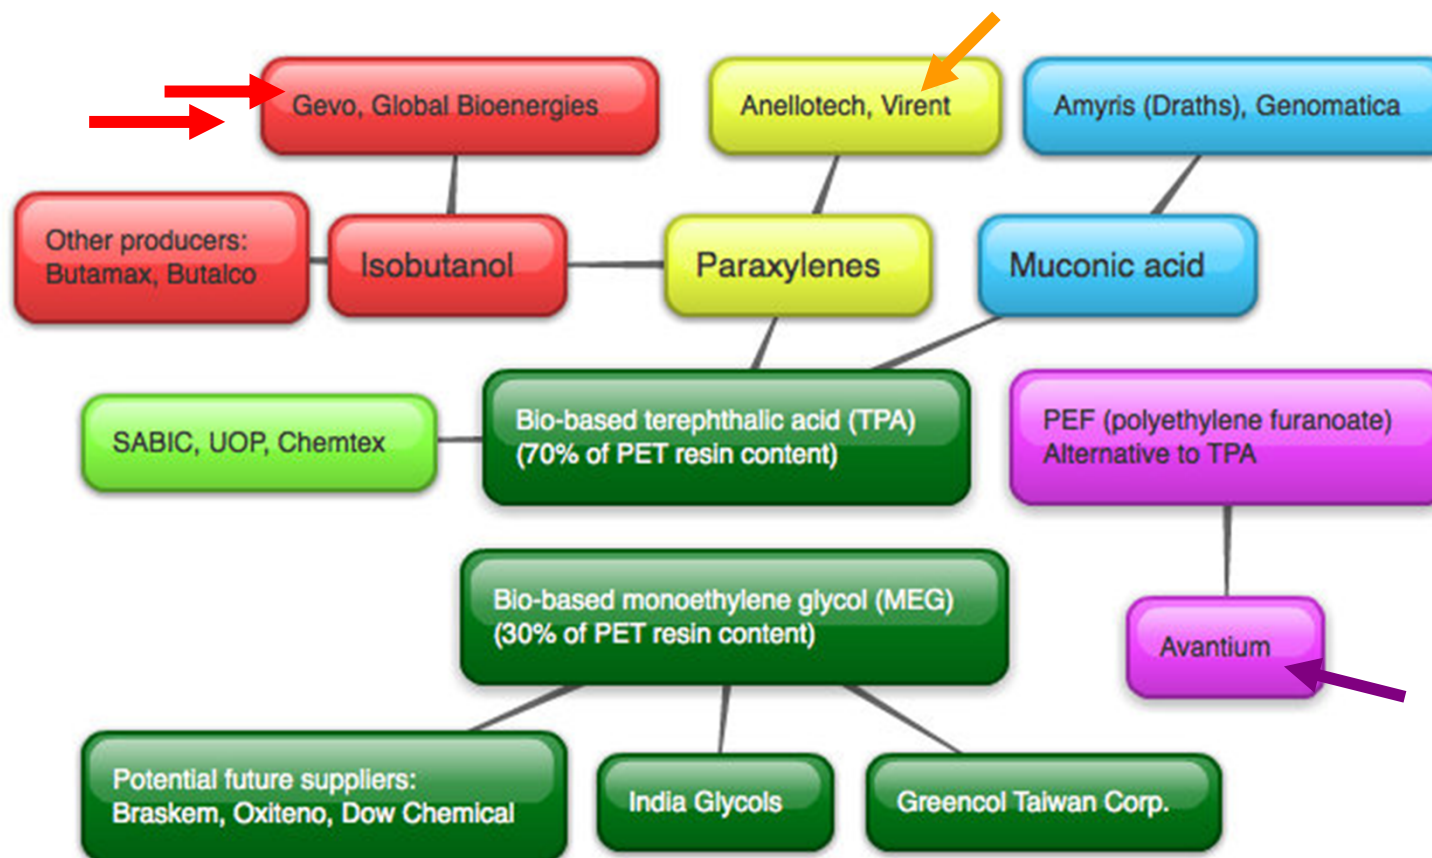 Gevo, Global Bioenergies
Anellotech, Virent
Amyris (Draths), Genomatica
Other producers:
Butamax, Butalco
Isobutanol
Paraxylenes
Muconic acid
SABIC, UOP, Chemtex
Bio-based terephthalic acid (TPA)
(70% of PET resin content)
PEF (polyethylene furanoate)
Alternative to TPA
Bio-based monoethylene glycol (MEG)
(30% of PET resin content)
Avantium
Potential future suppliers:
Braskem, Oxiteno, Dow Chemical
India Glycols
Greencol Taiwan Corp.